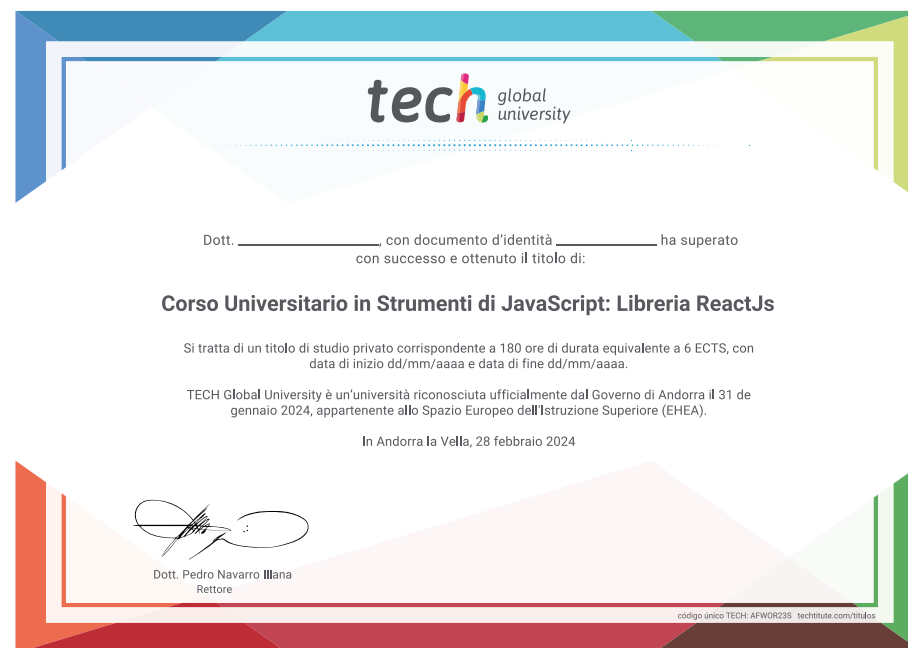 tech global
university
Dott. , con documento d'identità ha superato
con successo e ottenuto il titolo di:
Corso Universitario in Strumenti di JavaScript: Libreria ReactJs
Si tratta di un titolo di studio privato corrispondente a 180 ore di durata equivalente a 6 ECTS, con
data di inizio dd/mm/aaaa e data di fine dd/mm/aaaa.
TECH Global University è un'università riconosciuta ufficialmente dal Governo di Andorra il 31 de
gennaio 2024, appartenente allo Spazio Europeo dell'Istruzione Superiore (EHEA).
In Andorra la Vella, 28 febbraio 2024
Dott. Pedro Navarro Illana
Rettore
código único TECH: AFWOR23S techtitute.com/titulos